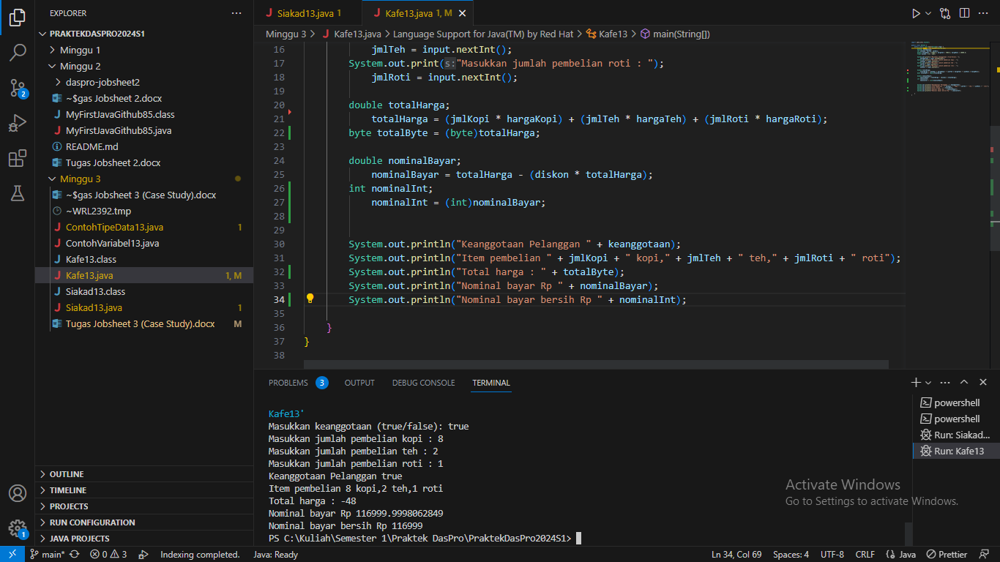 EXPLORER
PRAKTEKDASPRO2024S1
Minggu 1
Minggu 2
daspro-jobsheet2
~$gas Jobsheet 2.docx
MyFirstJavaGithub85.class
MyFirstJavaGithub85.java
README.md
Tugas Jobsheet 2.docx
Minggu 3
~$gas Jobsheet 3 (Case Study).docx
~WRL2392.tmp
ContohTipeData13.java 1
ContohVariabel13.java
Kafe13.class
Kafe13.java 1, M
Siakad13.class
Siakad13.java 1
Tugas Jobsheet 3 (Case Study).docx M
OUTLINE
TIMELINE
PROJECTS
RUN CONFIGURATION
JAVA PROJECTS
2
1
Siakad13.java 1
Kafe13.java 1, M
Minggu 3 > Kafe13.java > Language Support for Java(TM) by Red Hat > Kafe13 > main(String[])
16 jmlTeh = input.nextInt();
17 System.out.print(s:"Masukkan jumlah pembelian roti : ");
18 jmlRoti = input.nextInt();
19
20 double totalHarga;
21 totalHarga = (jmlKopi * hargaKopi) + (jmlTeh * hargaTeh) + (jmlRoti * hargaRoti);
22 byte totalByte = (byte)totalHarga;
23
24 double nominalBayar;
25 nominalBayar = totalHarga - (diskon * totalHarga);
26 int nominalInt;
27 nominalInt = (int)nominalBayar;
28
29
30 System.out.println("Keanggotaan Pelanggan " + keanggotaan);
31 System.out.println("Item pembelian " + jmlKopi + " kopi," + jmlTeh + " teh," + jmlRoti + " roti");
32 System.out.println("Total harga : " + totalByte);
33 System.out.println("Nominal bayar Rp " + nominalBayar);
34 System.out.println("Nominal bayar bersih Rp " + nominalInt);
35
36 }
37 }
38
PROBLEMS 3 OUTPUT DEBUG CONSOLE TERMINAL
Kafe13'
Masukkan keanggotaan (true/false): true
Masukkan jumlah pembelian kopi : 8
Masukkan jumlah pembelian teh : 2
Masukkan jumlah pembelian roti : 1
Keanggotaan Pelanggan true
Item pembelian 8 kopi,2 teh,1 roti
Total harga : -48
Nominal bayar Rp 116999.9998062849
Nominal bayar bersih Rp 116999
PS C:\Kuliah\Semester 1\Praktek DasPro\PraktekDasPro2024S1>
powershell
powershell
Run: Siakad...
Run: Kafe13
Activate Windows
Go to Settings to activate Windows.
main* 0 3 Indexing completed. Java: Ready Ln 34, Col 69 Spaces: 4 UTF-8 CRLF {} Java Prettier